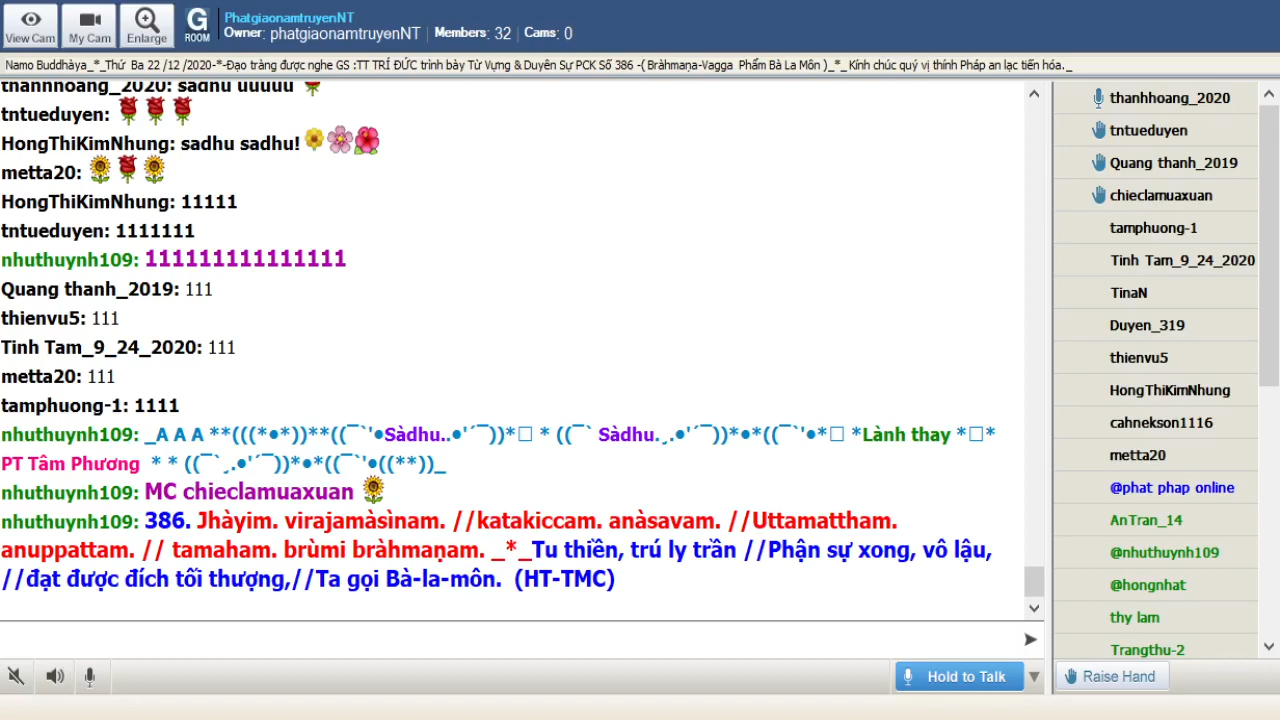 View Cam
My Cam
Enlarge
G
ROOM
PhatgiaonamtruyenNT
Owner: phatgiaonamtruyenNT | Members: 32 | Cams: 0
Namo Buddhàya_*_Thứ Ba 22 /12 /2020-*-Đạo tràng được nghe GS :TT TRÍ ĐỨC trình bày Từ Vựng & Duyên Sự PCK Số 386 -( Bràhmaṇa-Vagga Phẩm Bà La Môn )_*_ Kính chúc quý vị thính Pháp an lạc tiến hóa._
thanhhoang_2020: sadhu uuuuu
tntueduyen:
HongThiKimNhung: sadhu sadhu!
metta20:
HongThiKimNhung: 11111
tntueduyen: 1111111
nhuthuynh109: 111111111111111
Quang thanh_2019: 111
thienvu5: 111
Tinh Tam_9_24_2020: 111
metta20: 111
tamphuong-1: 1111
nhuthuynh109: _A A A **(((*•*))**((¯`'•Sàdhu..•'´¯))*□ * ((¯` Sàdhu.¸.•'´¯))*•*((¯`'•*□ *Lành thay *□*
PT Tâm Phương * * ((¯`¸.•'´¯))*•*((¯`'•((**))_
nhuthuynh109: MC chieclamuaxuan
nhuthuynh109: 386. Jhàyim. virajamàsìnam. //katakiccam. anàsavam. //Uttamattham.
anuppattam. // tamaham. brùmi bràhmaṇam. _*_Tu thiền, trú ly trần //Phận sự xong, vô lậu,
//đạt được đích tối thượng,//Ta gọi Bà-la-môn. (HT-TMC)
Hold to Talk
thanhhoang_2020
tntueduyen
Quang thanh_2019
chieclamuaxuan
tamphuong-1
Tinh Tam_9_24_2020
TinaN
Duyen_319
thienvu5
HongThiKimNhung
cahnekson1116
metta20
@phat phap online
AnTran_14
@nhuthuynh109
@hongnhat
thy lam
Trangthu-2
Raise Hand